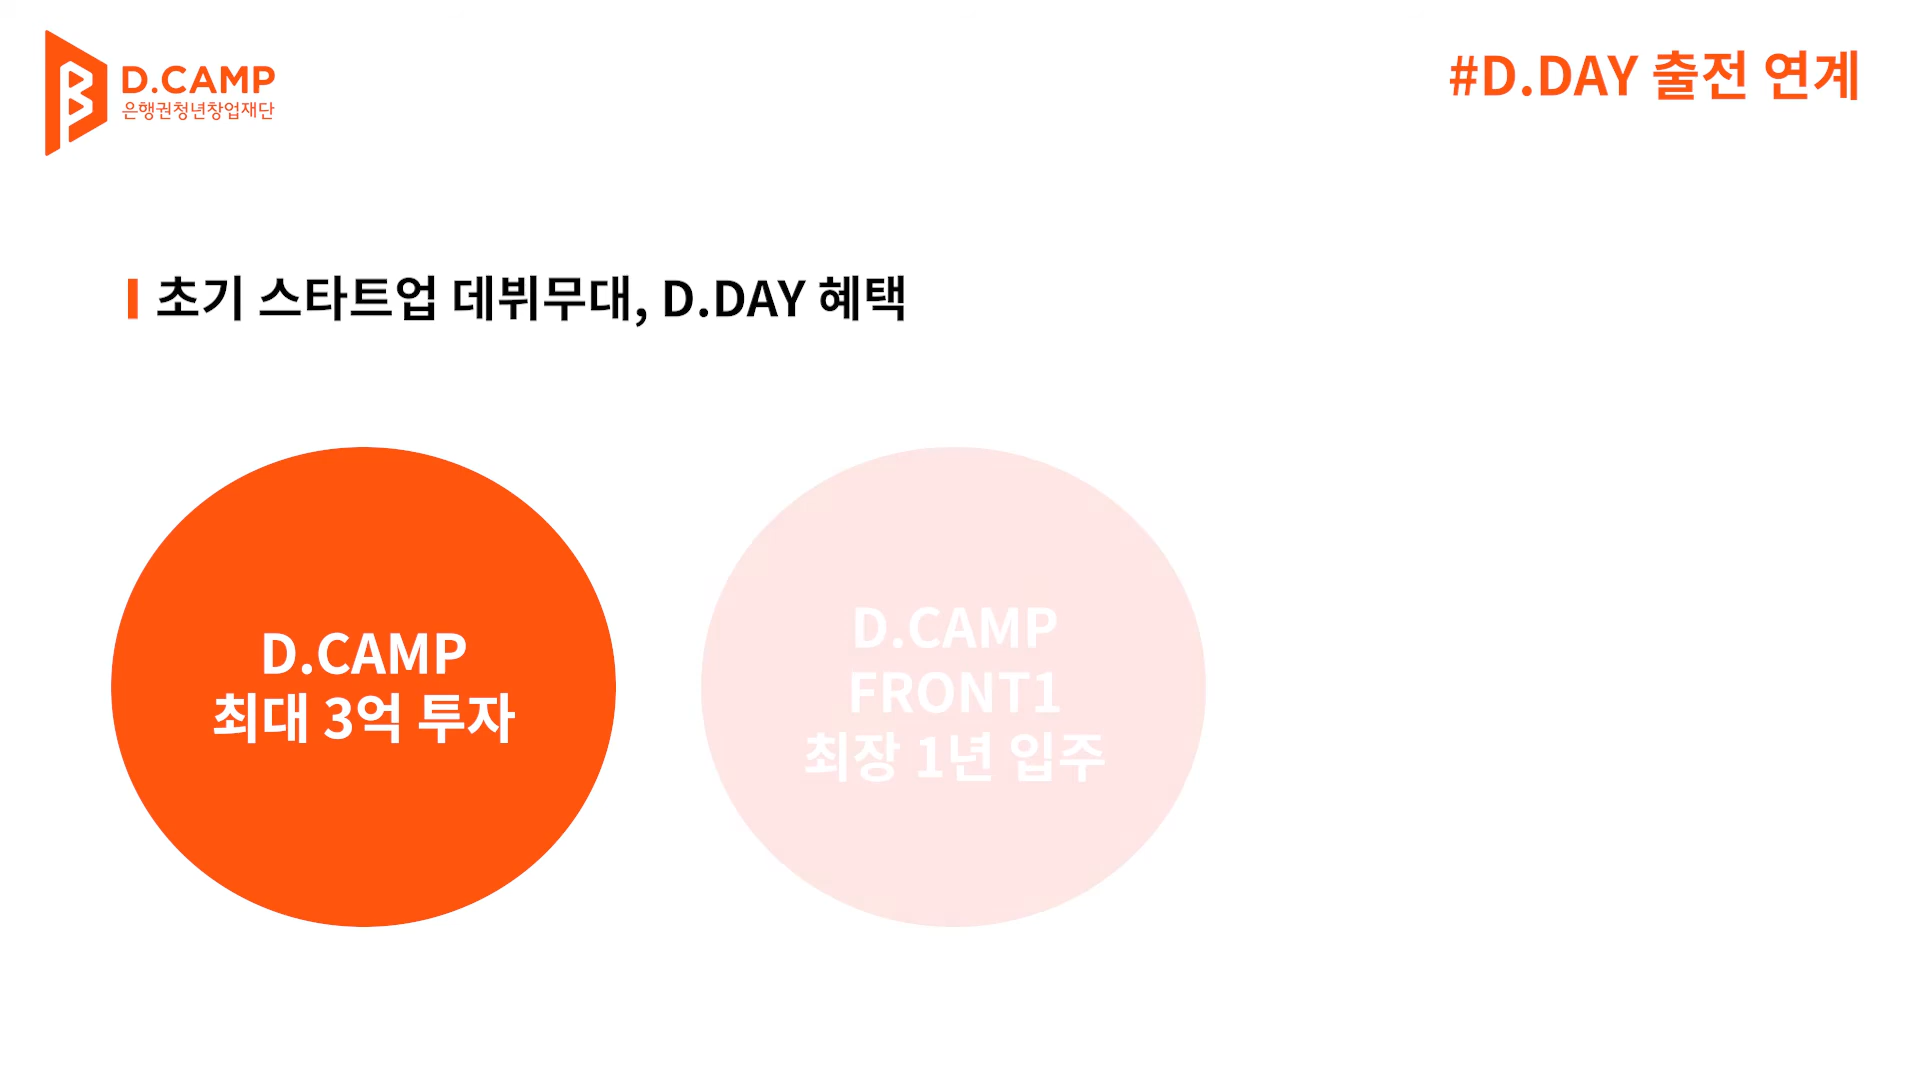 D.CAMP
은행권청년창업재단
#D.DAY 출전 연계
초기 스타트업 데뷔무대, D.DAY 혜택
D.CAMP
최대 3억 투자
D.CAMP
FRONT1
최장 1년 입주